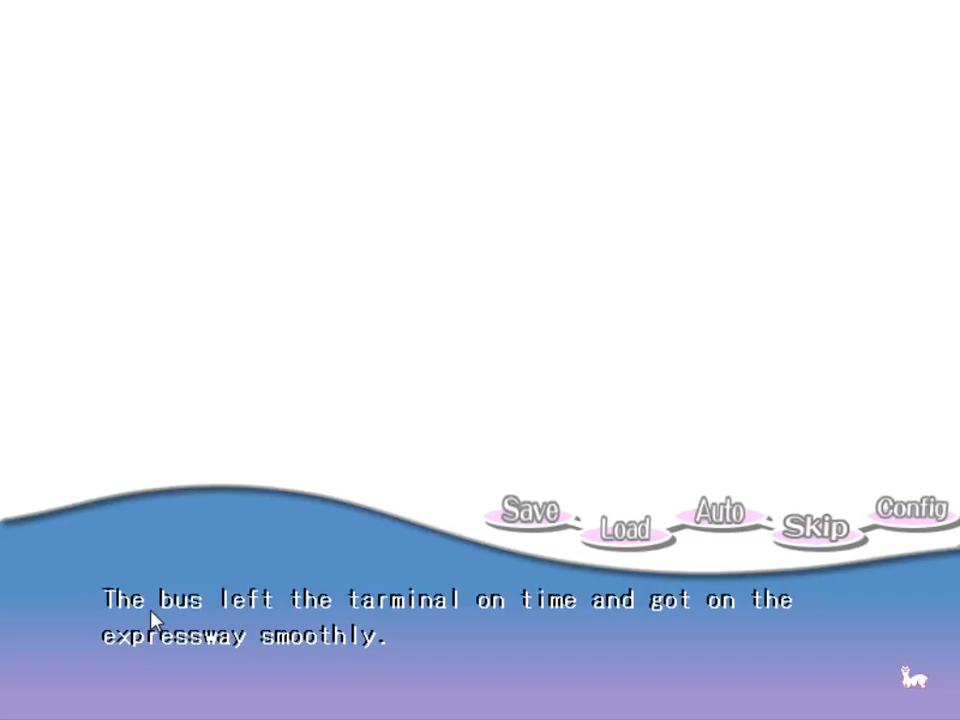 Save
Load
Auto
Skip
Config
The bus left the tarminal on time and got on the
expressway smoothly.